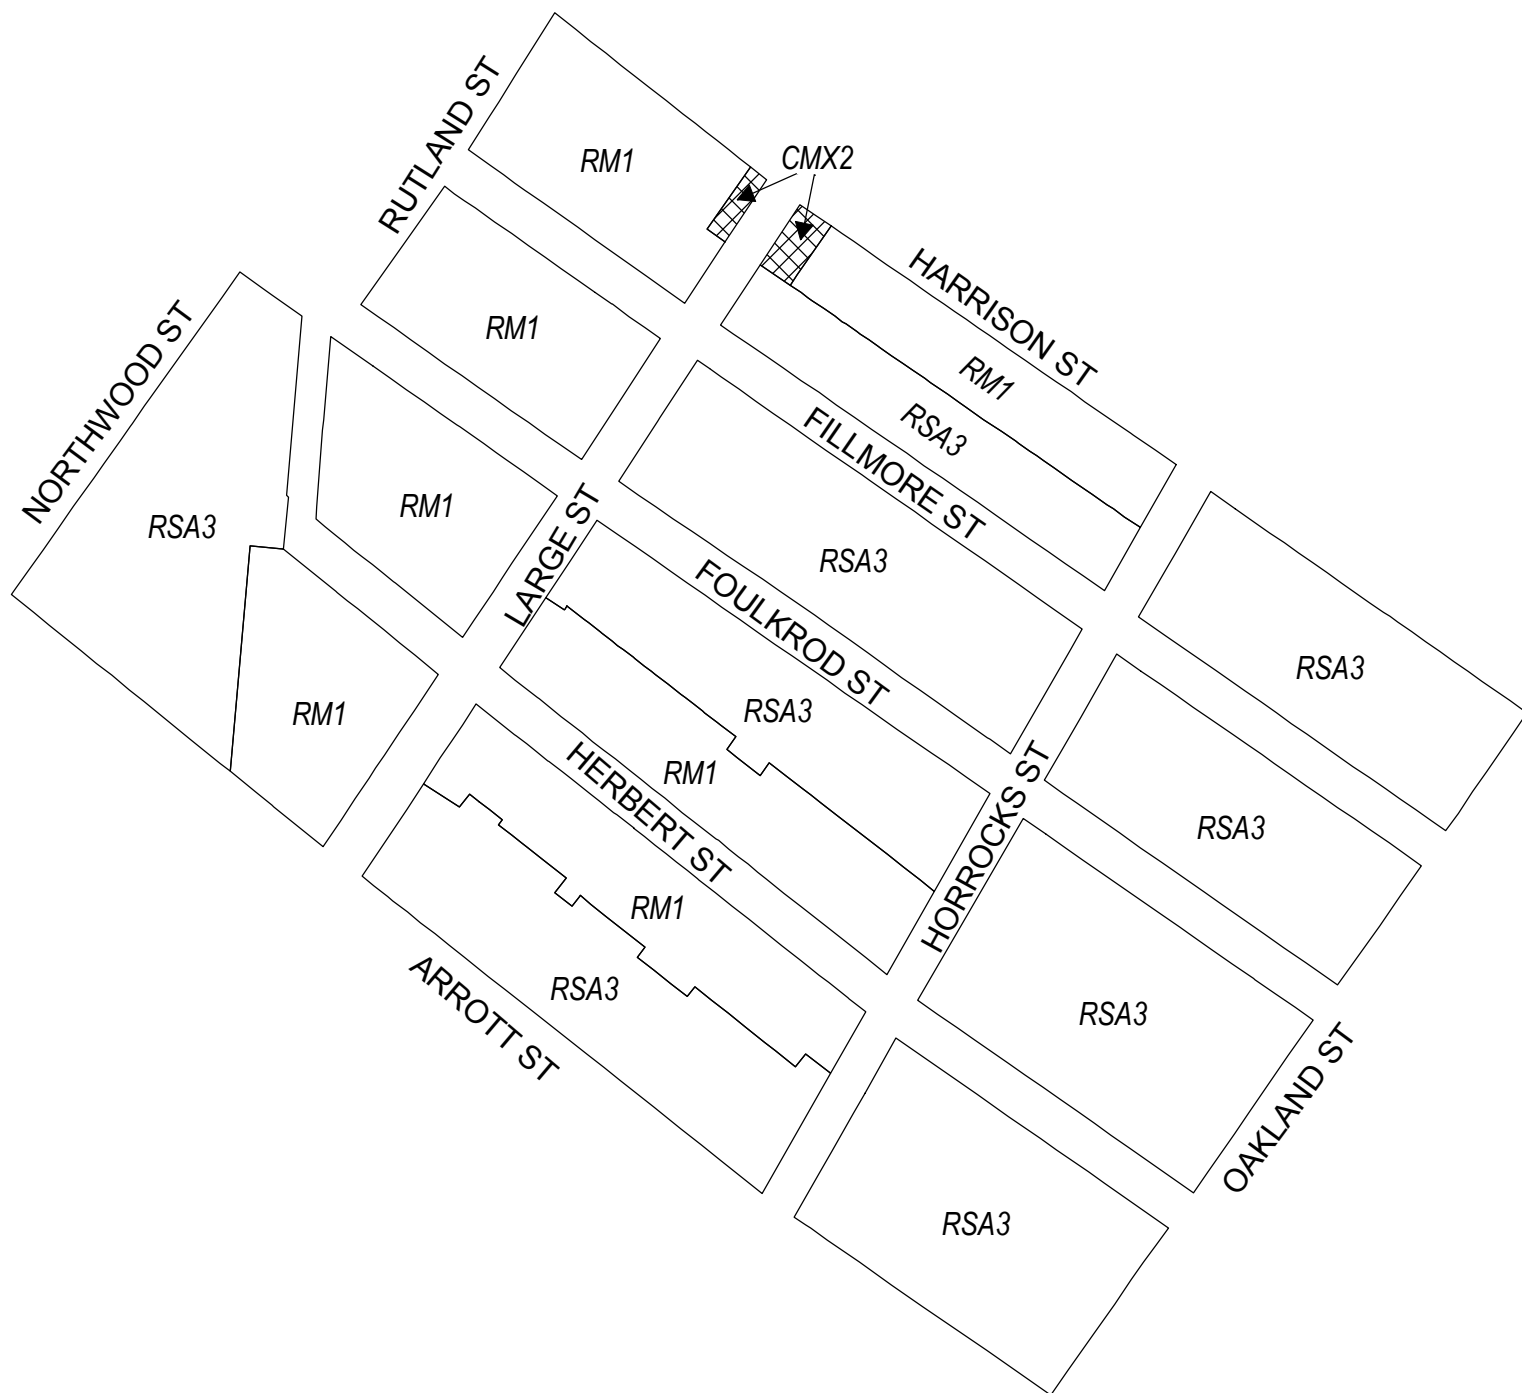 RUTLAND ST
RM1
CMX2
HARRISON ST
RM1
NORTHWOOD ST
RM1
RSA3
FILLMORE ST
RM1
RSA3
LARGE ST
RSA3
FOULKROD ST
RSA3
RSA3
RM1
RM1
HERBERT ST
HORROCKS ST
RSA3
RM1
RSA3
ARROTT ST
RSA3
OAKLAND ST
RSA3